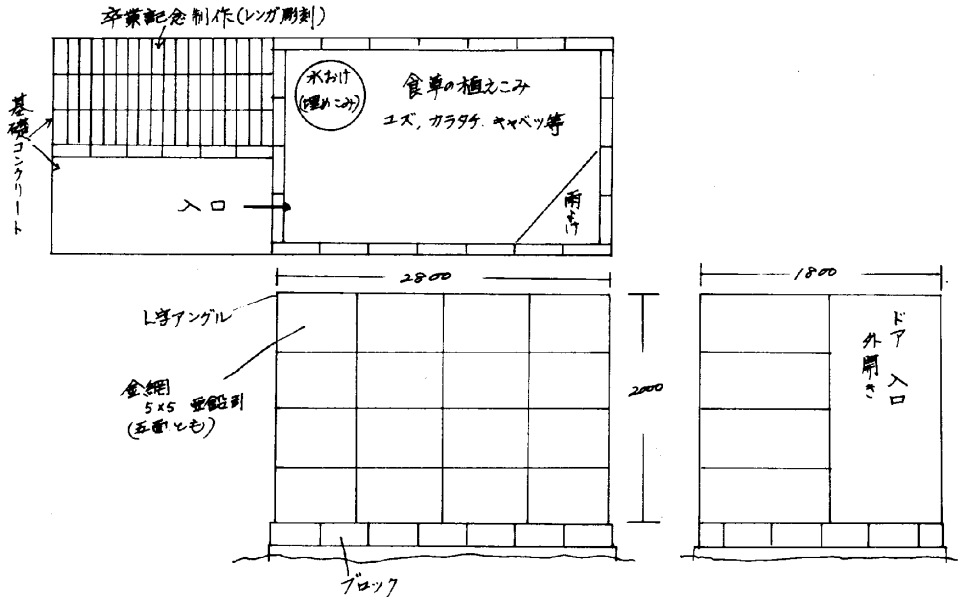 卒業記念制作(レンガ彫刻)
基礎コンクリート
水おけ
(埋めこみ)
食草の植えこみ
ユズ、カラタチ、キャベツ等
入口
雨よけ
2800
1800
L字アングル
金網
5×5 亜鉛引
(五面とも)
2000
ドア 入口
外開き
ブロック